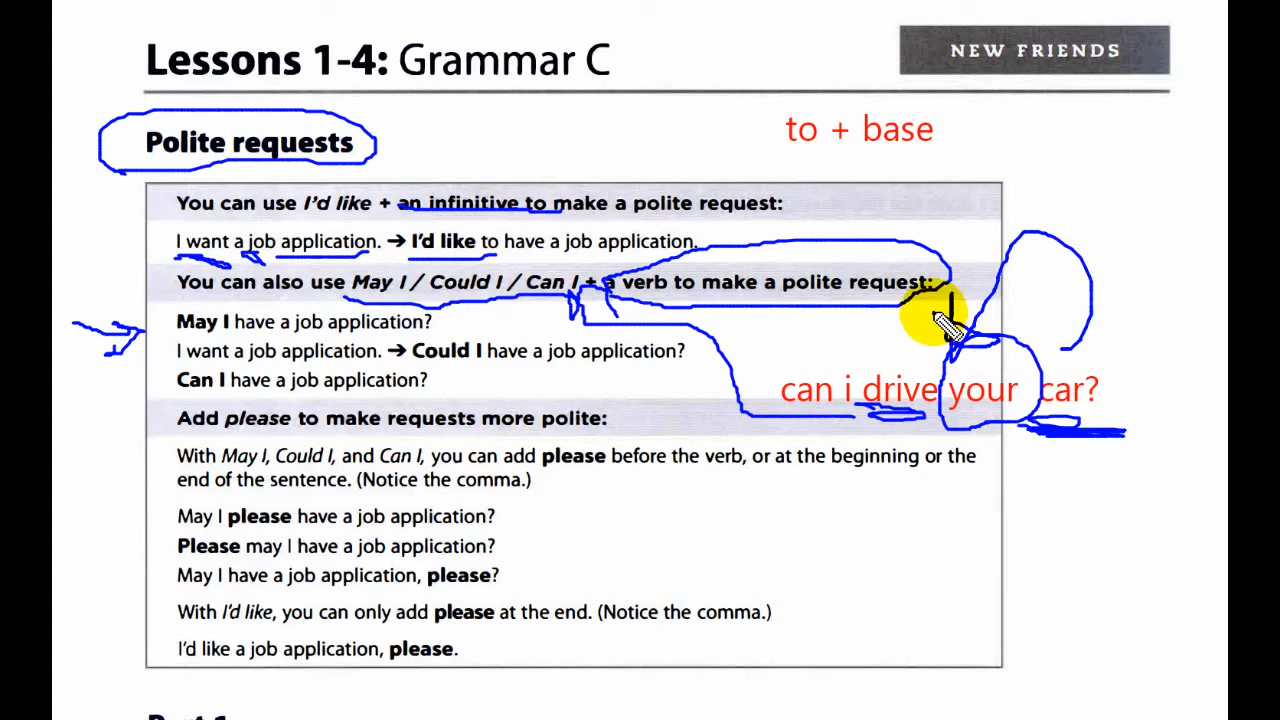 Lessons 1-4: Grammar C
NEW FRIENDS
to + base
Polite requests
You can use I'd like + an infinitive to make a polite request:
I want a job application. → I'd like to have a job application.
You can also use May I / Could I / Can I + a verb to make a polite request:
May I have a job application?
I want a job application. → Could I have a job application?
Can I have a job application?
can i drive your car?
Add please to make requests more polite:
With May I, Could I, and Can I, you can add please before the verb, or at the beginning or the
end of the sentence. (Notice the comma.)
May I please have a job application?
Please may I have a job application?
May I have a job application, please?
With I'd like, you can only add please at the end. (Notice the comma.)
I'd like a job application, please.